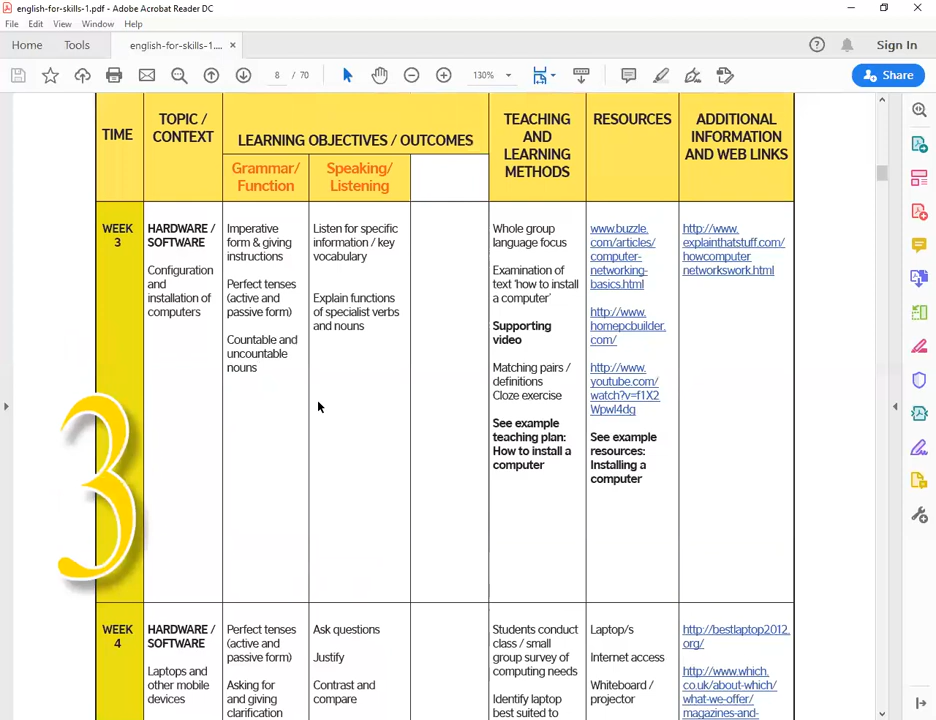 english-for-skills-1.pdf - Adobe Acrobat Reader DC
File Edit View Window Help
Home Tools english-for-skills-1.... × Sign In
8 / 70 130% Share
TIME
TOPIC /
CONTEXT
LEARNING OBJECTIVES / OUTCOMES
Grammar/
Function
Speaking/
Listening
TEACHING
AND
LEARNING
METHODS
RESOURCES
ADDITIONAL
INFORMATION
AND WEB LINKS
WEEK
3
3
HARDWARE /
SOFTWARE
Configuration
and
installation of
computers
Imperative
form & giving
instructions
Perfect tenses
(active and
passive form)
Countable and
uncountable
nouns
Listen for specific
information / key
vocabulary
Explain functions
of specialist verbs
and nouns
Whole group
language focus
Examination of
text ‘how to install
a computer’
Supporting
video
Matching pairs /
definitions
Cloze exercise
See example
teaching plan:
How to install a
computer
www.buzzle.
com/articles/
computer-
networking-
basics.html
http://www.
homepcbuilder.
com/
http://www.
youtube.com/
watch?v=f1X2
Wpwl4dg
See example
resources:
Installing a
computer
http://www.
explainthatstuff.com/
howcomputer
networkswork.html
WEEK
4
HARDWARE /
SOFTWARE
Laptops and
other mobile
devices
Perfect tenses
(active and
passive form)
Asking for
and giving
clarification
Ask questions
Justify
Contrast and
compare
Students conduct
class / small
group survey of
computing needs
Identify laptop
best suited to
Laptop/s
Internet access
Whiteboard /
projector
http://bestlaptop2012.
org/
http://www.which.
co.uk/about-which/
what-we-offer/
magazines-and-